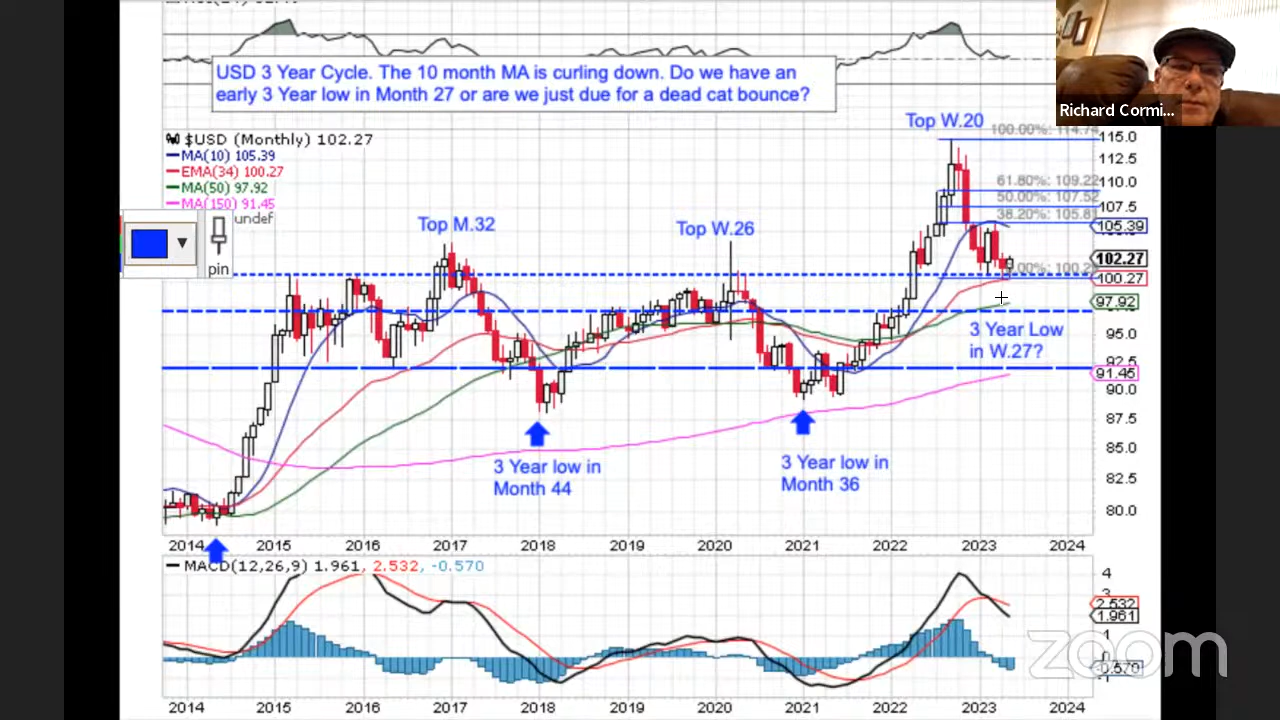 USD 3 Year Cycle. The 10 month MA is curling down. Do we have an
early 3 Year low in Month 27 or are we just due for a dead cat bounce?
Richard Cormi...
$USD (Monthly) 102.27
MA(10) 105.39
EMA(34) 100.27
MA(50) 97.92
MA(150) 91.45
undef
pin
Top M.32
Top W.26
Top W.20
100.00%: 114.74
61.80%: 109.22
50.00%: 107.52
38.20%: 105.81
115.0
112.5
110.0
107.5
105.39
102.27
100.27
97.92
95.0
92.5
91.45
90.0
87.5
85.0
82.5
80.0
3 Year Low
in W.27?
3 Year low in
Month 44
3 Year low in
Month 36
2014 2015 2016 2017 2018 2019 2020 2021 2022 2023 2024
MACD(12,26,9) 1.961, 2.532, -0.570
4
3
2.532
1.961
1
0
-0.570
-1
zoom
2014 2015 2016 2017 2018 2019 2020 2021 2022 2023 2024